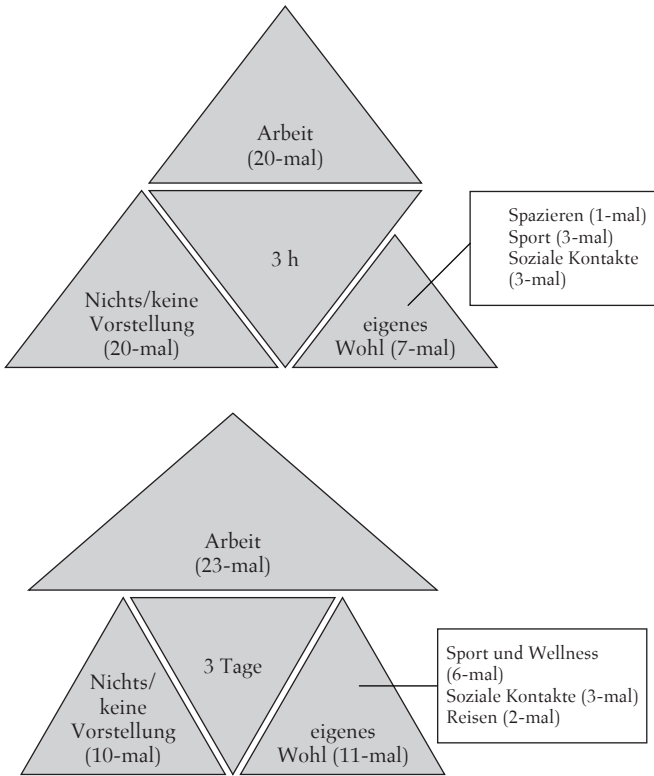 Arbeit
(20-mal)
3 h
Nichts/keine
Vorstellung
(20-mal)
eigenes
Wohl (7-mal)
Spazieren (1-mal)
Sport (3-mal)
Soziale Kontakte
(3-mal)
Arbeit
(23-mal)
3 Tage
Nichts/
keine
Vorstellung
(10-mal)
eigenes
Wohl (11-mal)
Sport und Wellness
(6-mal)
Soziale Kontakte (3-mal)
Reisen (2-mal)